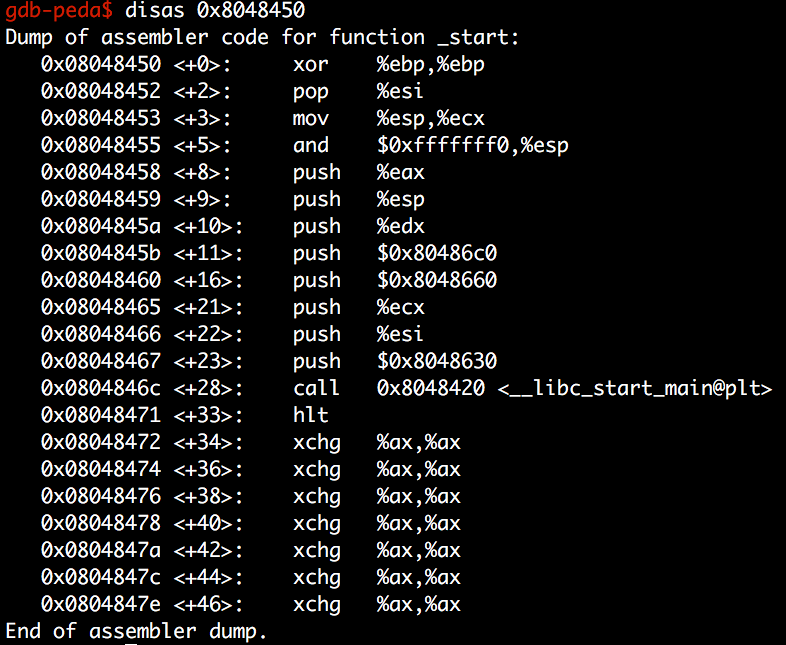 gdb-peda$ disas 0x8048450
Dump of assembler code for function _start:
   0x08048450 <+0>:     xor    %ebp,%ebp
   0x08048452 <+2>:     pop    %esi
   0x08048453 <+3>:     mov    %esp,%ecx
   0x08048455 <+5>:     and    $0xfffffff0,%esp
   0x08048458 <+8>:     push   %eax
   0x08048459 <+9>:     push   %esp
   0x0804845a <+10>:    push   %edx
   0x0804845b <+11>:    push   $0x80486c0
   0x08048460 <+16>:    push   $0x8048660
   0x08048465 <+21>:    push   %ecx
   0x08048466 <+22>:    push   %esi
   0x08048467 <+23>:    push   $0x8048630
   0x0804846c <+28>:    call   0x8048420 <__libc_start_main@plt>
   0x08048471 <+33>:    hlt
   0x08048472 <+34>:    xchg   %ax,%ax
   0x08048474 <+36>:    xchg   %ax,%ax
   0x08048476 <+38>:    xchg   %ax,%ax
   0x08048478 <+40>:    xchg   %ax,%ax
   0x0804847a <+42>:    xchg   %ax,%ax
   0x0804847c <+44>:    xchg   %ax,%ax
   0x0804847e <+46>:    xchg   %ax,%ax
End of assembler dump.